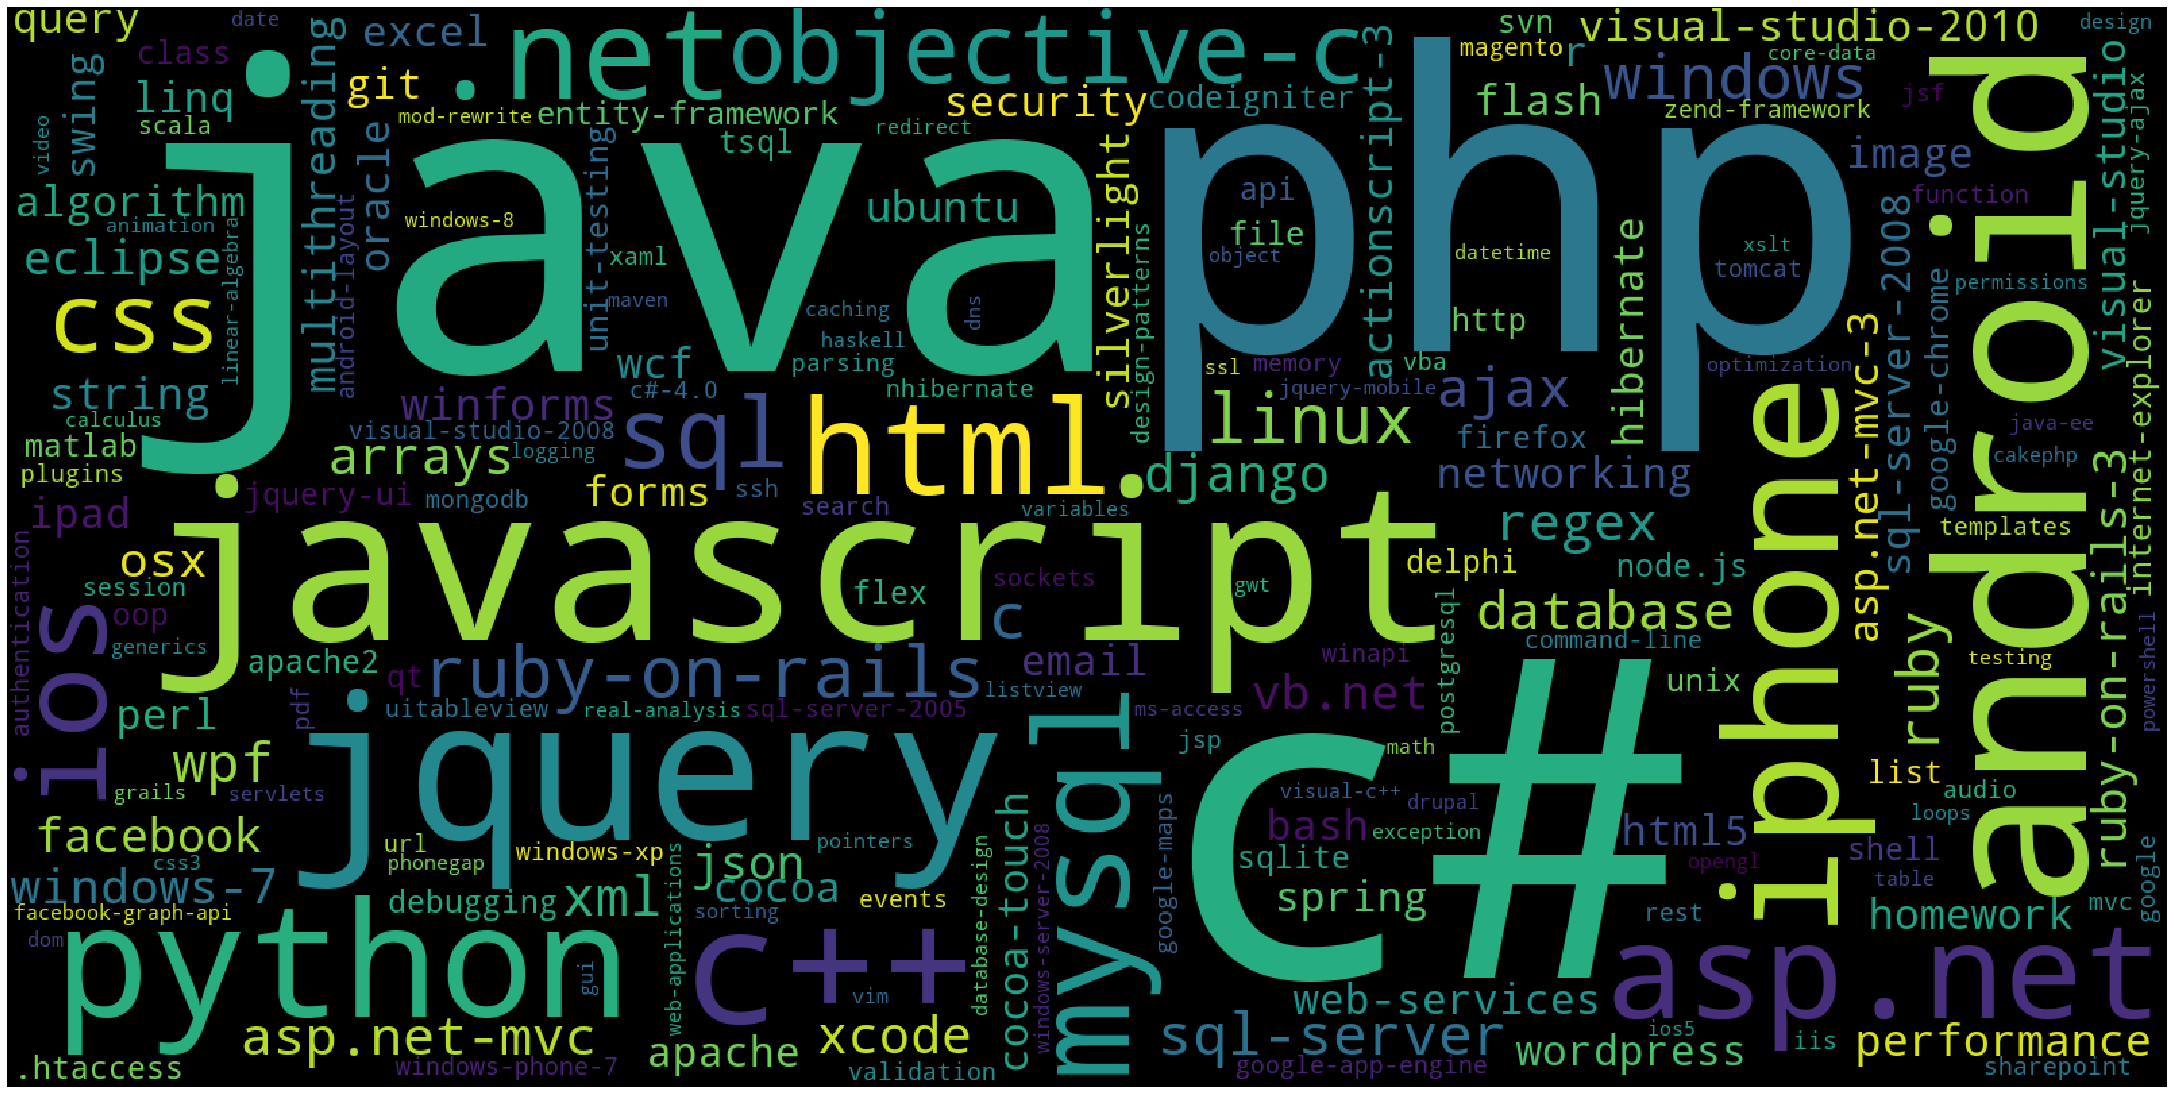 query
date
class
linq
scala
video
swing
multithreading
excel
git
.net
objective-c
mod-rewrite
entity-framework
tsql
redirect
security
codeigniter
actionscript-3
svn
magento
r
flash
visual-studio-2010
core-data
design
windows
zend-framework
jsf
jquery-ajax
visual-studio
java
php
android
algorithm
animation
eclipse
linear-algebra
android-layout
oracle
windows-8
unit-testing
xaml
maven
ubuntu
caching
haskell
dns
parsing
silverlight
design-patterns
api
file
object
datetime
xslt
tomcat
http
hibernate
image
function
sql-server-2008
google-chrome
permissions
internet-explorer
css
string
calculus
matlab
plugins
winforms
wcf
c#-4.0
nhibernate
visual-studio-2008
logging
arrays
sql
html
ssl
memory
vba
jquery-mobile
ajax
optimization
linux
firefox
networking
iphone
asp.net-mvc-3
java-ee
cakephp
ruby-on-rails-3
templates
ipad
jquery-ui
mongodb
forms
ssh
search
variables
django
regex
javascript
osx
session
oop
generics
authentication
ios
flex
sockets
c
gwt
delphi
node.js
database
postgresql
command-line
winapi
unix
ruby
testing
powershell
apache2
perl
pdf
qt
ruby-on-rails
uitableview
real-analysis
sql-server-2005
listview
email
ms-access
vb.net
jsp
math
wpf
grails
servlets
jquery
mysql
c#
visual-c++
drupal
bash
exception
html5
list
audio
loops
shell
table
opengl
facebook
css3
url
phonegap
windows-xp
pointers
json
cocoa
cocoa-touch
google-maps
sqlite
spring
rest
homework
mvc
google
windows-7
facebook-graph-api
dom
debugging
xml
web-applications
sorting
events
database-design
windows-server-2008
python
gui
c++
vim
web-services
asp.net
asp.net-mvc
apache
xcode
sql-server
wordpress
ios5
iis
performance
.htaccess
windows-phone-7
validation
google-app-engine
sharepoint